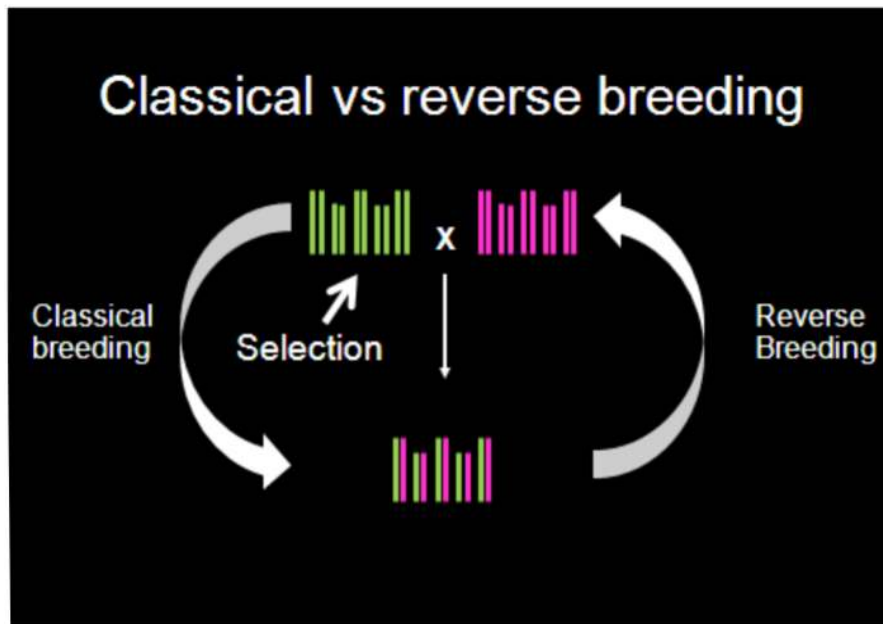 Classical vs reverse breeding
x
Classical
breeding
Selection
Reverse
Breeding